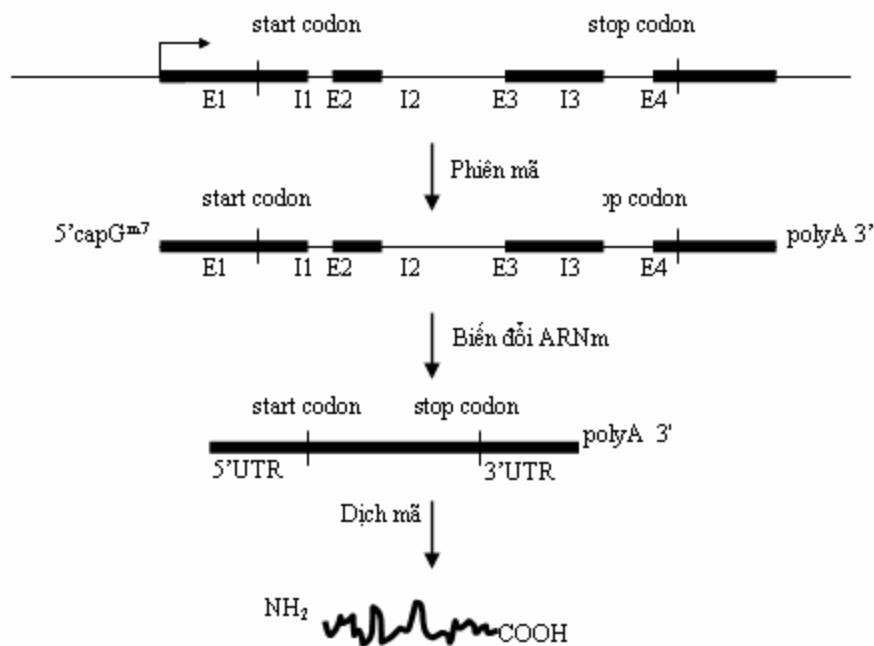 start codon stop codon
E1 I1 E2 I2 E3 I3 E4
Phiên mã
start codon op codon
5’capGᵐ⁷ polyA 3’
E1 I1 E2 I2 E3 I3 E4
Biến đổi ARNm
start codon stop codon
polyA 3'
5’UTR 3’UTR
Dịch mã
NH₂
COOH